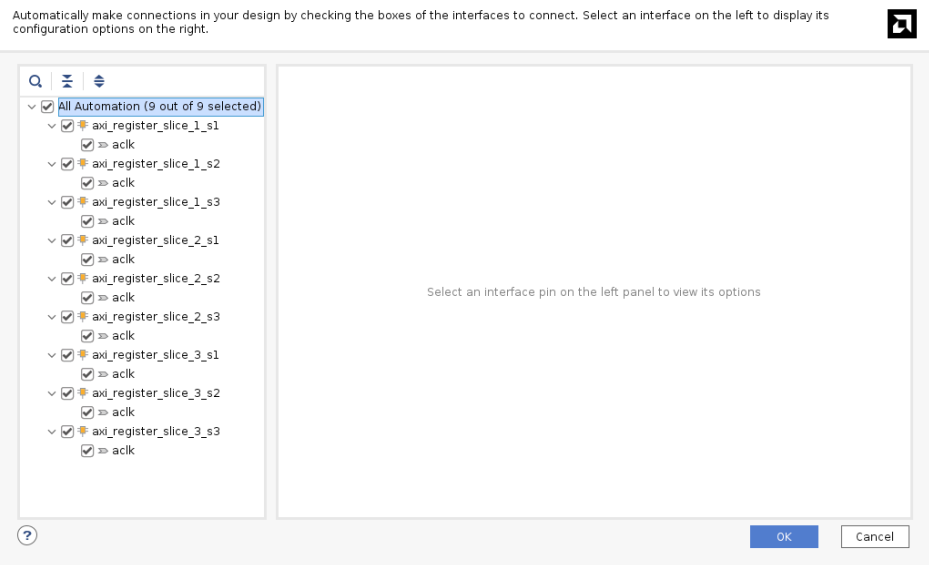 Automatically make connections in your design by checking the boxes of the interfaces to connect. Select an interface on the left to display its
configuration options on the right.
All Automation (9 out of 9 selected)
axi_register_slice_1_s1
aclk
axi_register_slice_1_s2
aclk
axi_register_slice_1_s3
aclk
axi_register_slice_2_s1
aclk
axi_register_slice_2_s2
aclk
axi_register_slice_2_s3
aclk
axi_register_slice_3_s1
aclk
axi_register_slice_3_s2
aclk
axi_register_slice_3_s3
aclk
Select an interface pin on the left panel to view its options
?
OK
Cancel